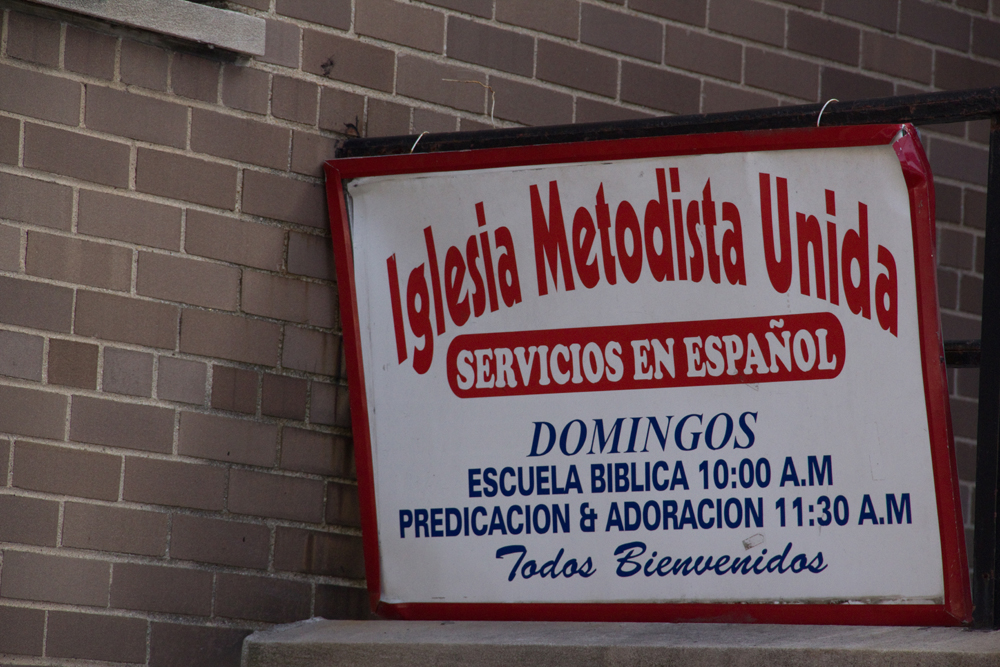 Iglesia Metodista Unida
SERVICIOS EN ESPAÑOL
DOMINGOS
ESCUELA BIBLICA 10:00 A.M
PREDICACION & ADORACION 11:30 A.M
Todos Bienvenidos